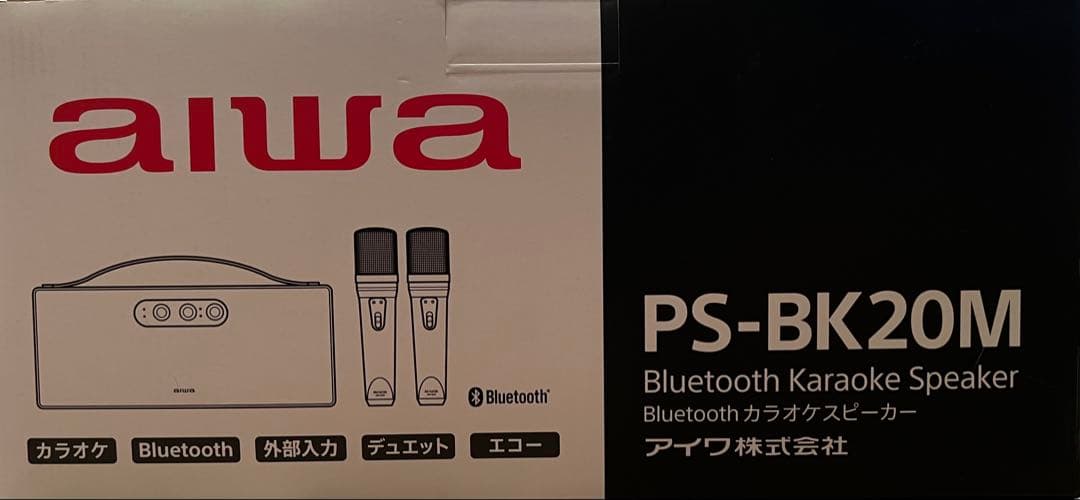 aiwa
aiwa
Bluetooth®
カラオケ
Bluetooth
外部入力
デュエット
エコー
PS-BK20M
Bluetooth Karaoke Speaker
Bluetooth カラオケスピーカー
アイワ株式会社